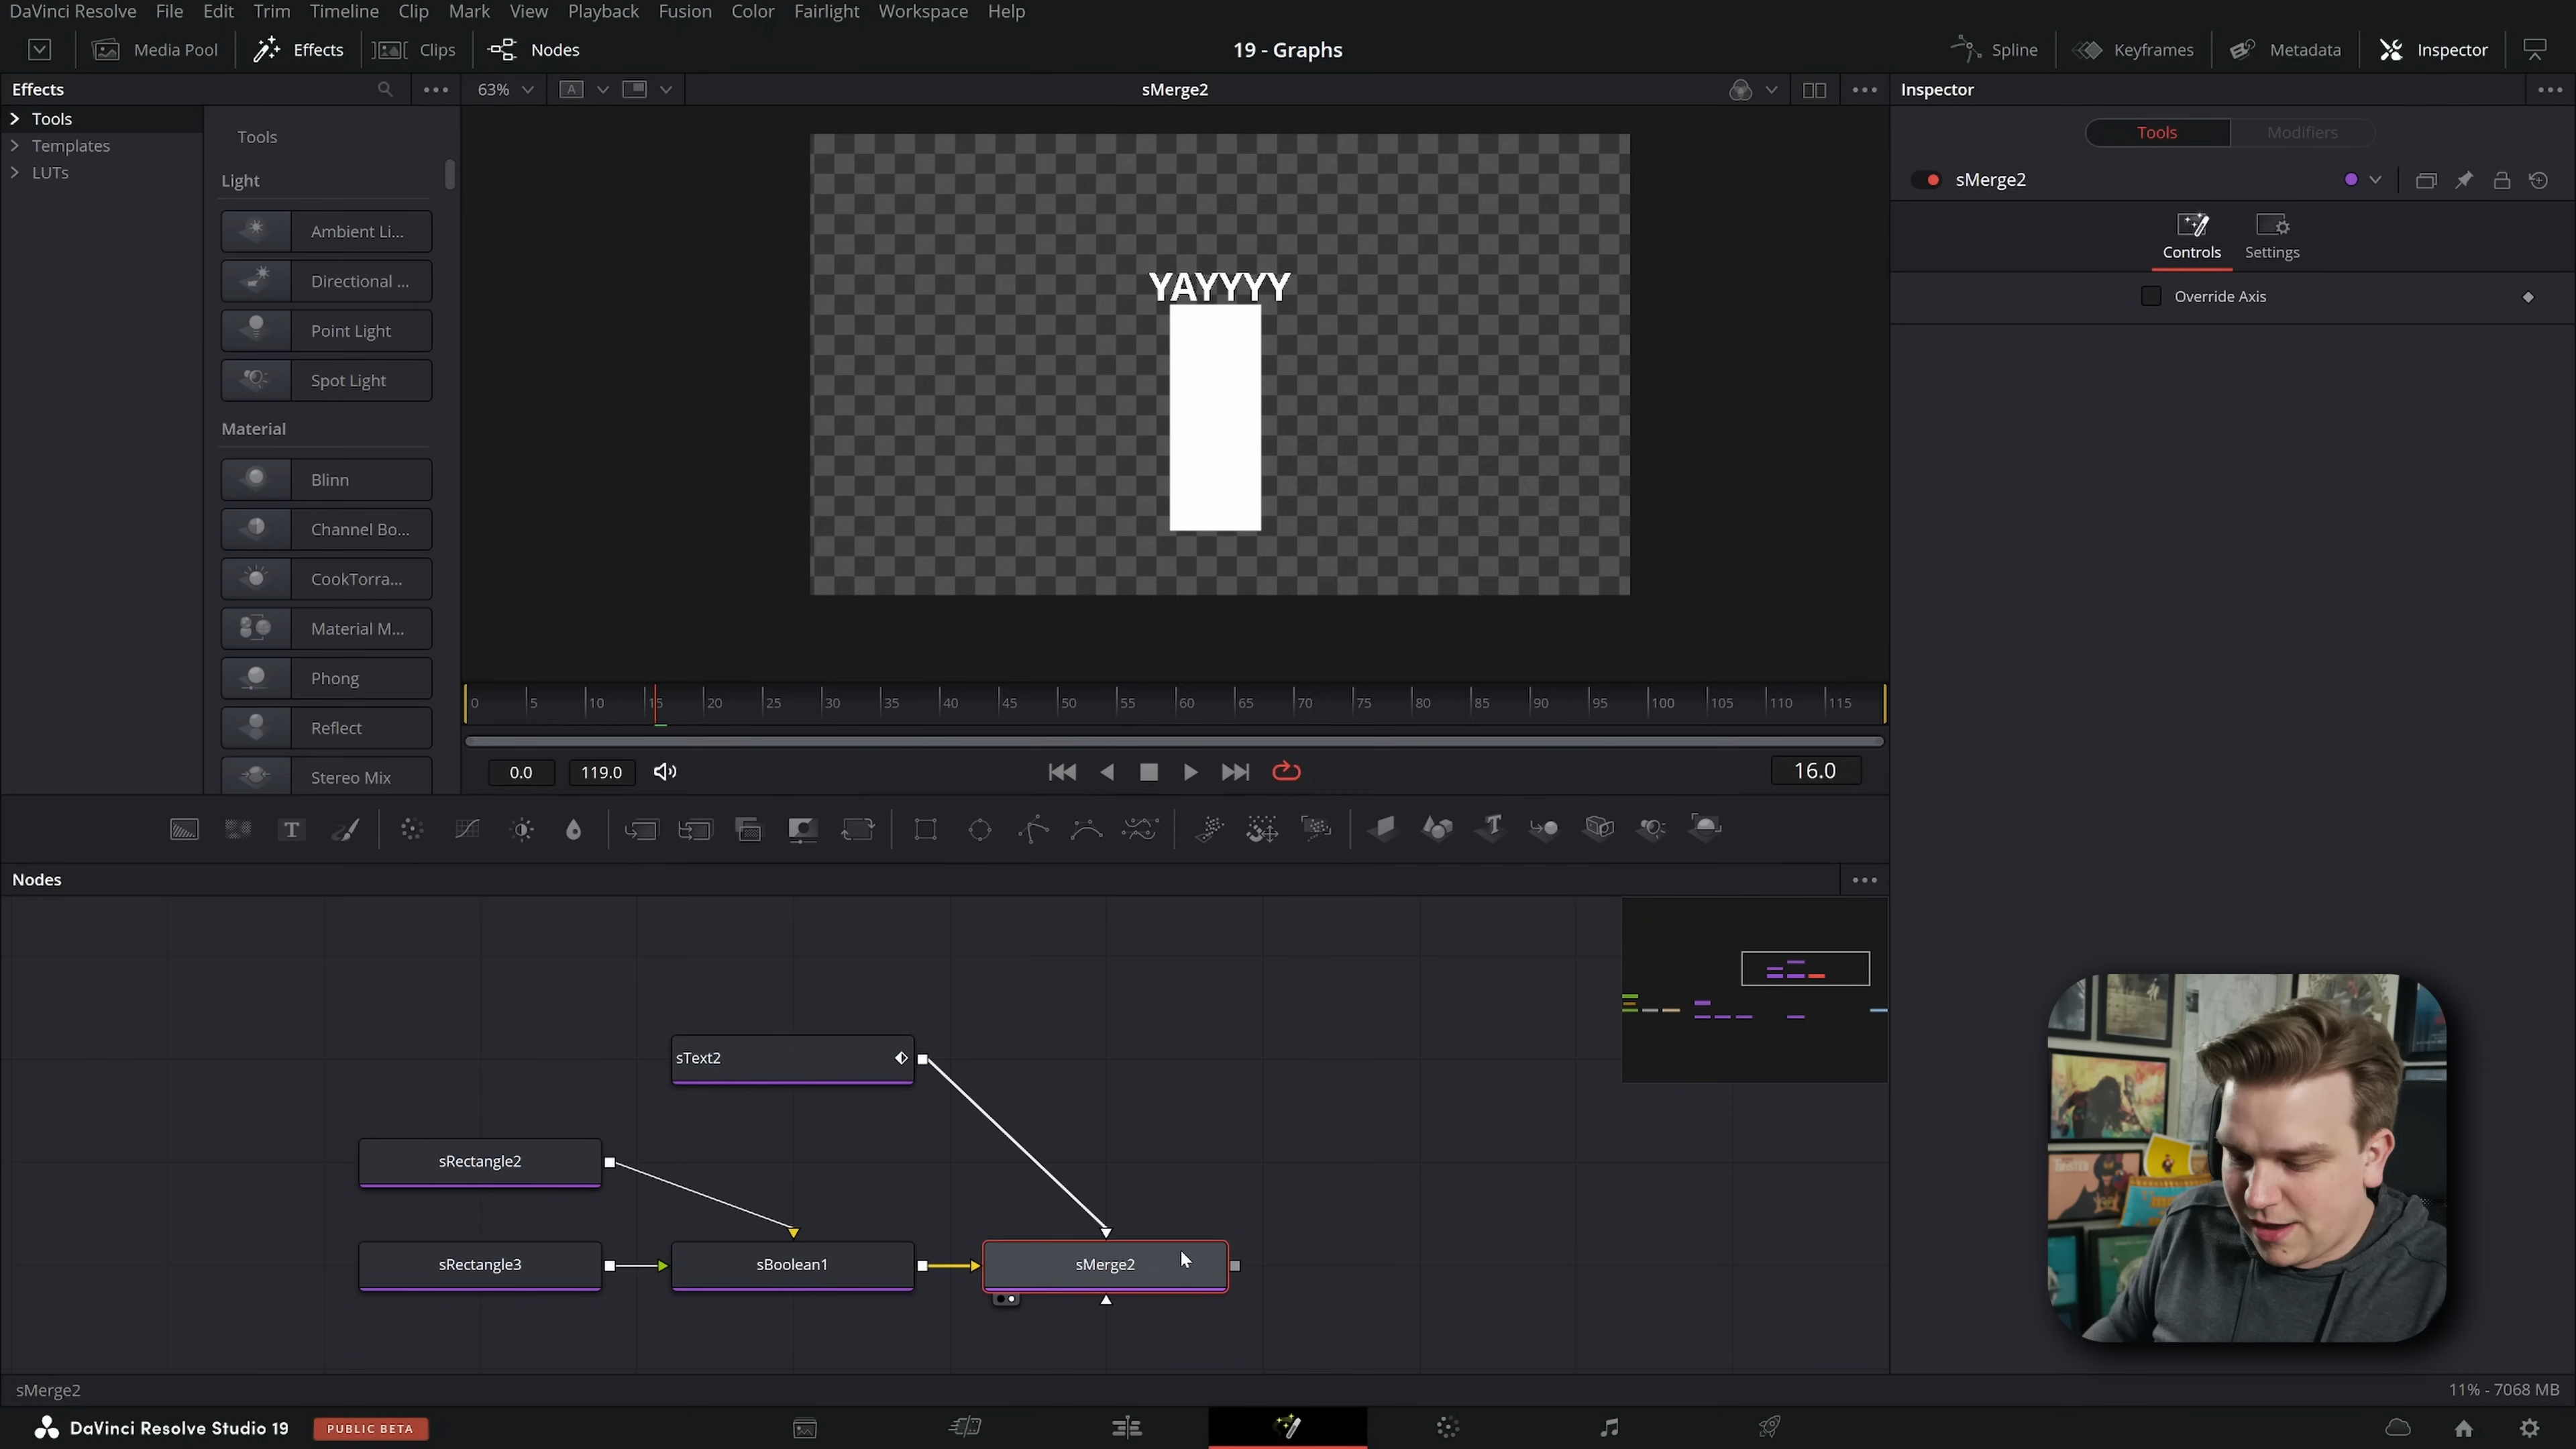 DaVinci Resolve File Edit Trim Timeline Clip Mark View Playback Fusion Color Fairlight Workspace Help
Media Pool Effects Clips Nodes 19 - Graphs Spline Keyframes Metadata Inspector
Effects 63% A sMerge2 Inspector
Tools
Templates
LUTs
Tools
Light
Ambient Li...
Directional ...
Point Light
Spot Light
Material
Blinn
Channel Bo...
CookTorra...
Material M...
Phong
Reflect
Stereo Mix
YAYYYY
Tools Modifiers
sMerge2
Controls Settings
Override Axis
0 5 10 15 20 25 30 35 40 45 50 55 60 65 70 75 80 85 90 95 100 105 110 115
0.0 119.0 16.0
T T
Nodes
sText2
sRectangle2
sRectangle3 sBoolean1 sMerge2
sMerge2 11% - 7068 MB
DaVinci Resolve Studio 19 PUBLIC BETA